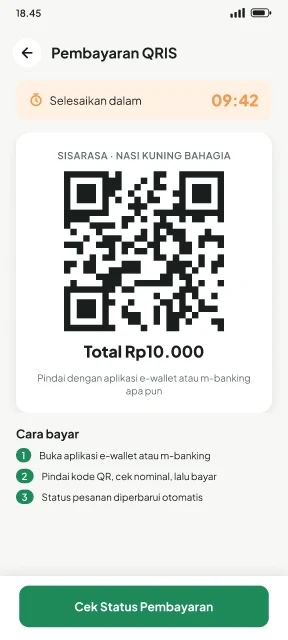 18.45
Pembayaran QRIS
Selesaikan dalam 09:42
SISARASA · NASI KUNING BAHAGIA
Total Rp10.000
Pindai dengan aplikasi e-wallet atau m-banking
apa pun
Cara bayar
1 Buka aplikasi e-wallet atau m-banking
2 Pindai kode QR, cek nominal, lalu bayar
3 Status pesanan diperbarui otomatis
Cek Status Pembayaran